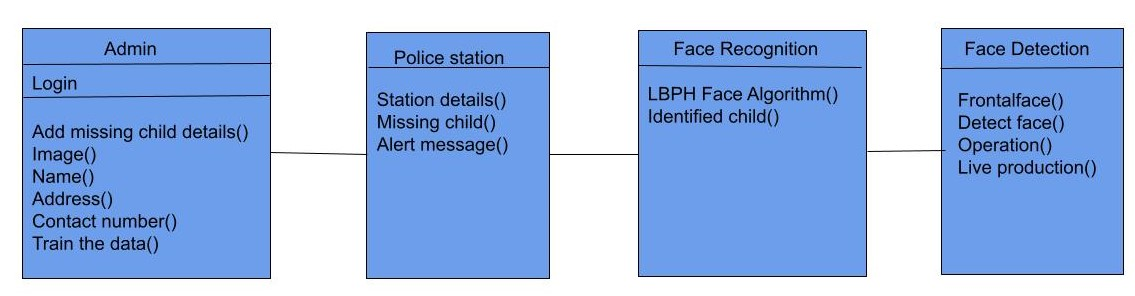 Admin
Login
Add missing child details()
Image()
Name()
Address()
Contact number()
Train the data()
Police station
Station details()
Missing child()
Alert message()
Face Recognition
LBPH Face Algorithm()
Identified child()
Face Detection
Frontalface()
Detect face()
Operation()
Live production()